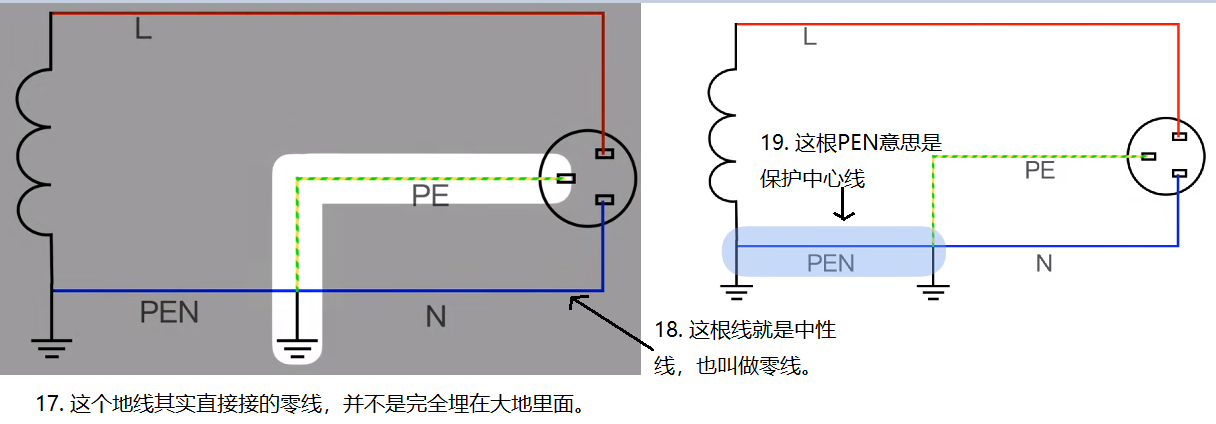 L
PE
PEN
N
17. 这个地线其实直接接的零线，并不是完全埋在大地里面。
L
19. 这根PEN意思是
保护中心线
PE
PEN
N
18. 这根线就是中性
线，也叫做零线。